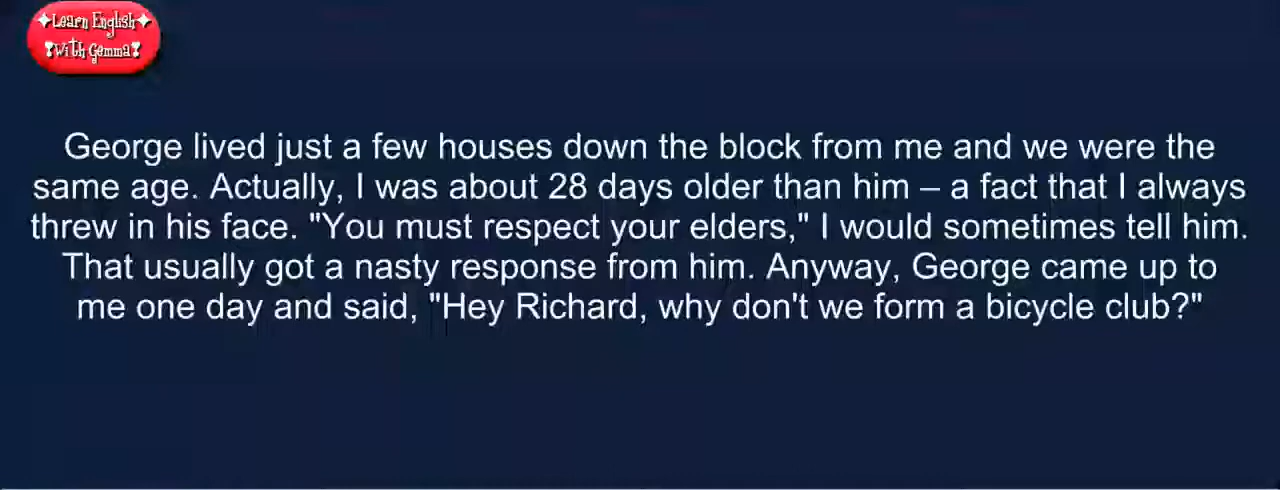 ✦Learn English✦
❣With Gemma❣
George lived just a few houses down the block from me and we were the
same age. Actually, I was about 28 days older than him – a fact that I always
threw in his face. "You must respect your elders," I would sometimes tell him.
That usually got a nasty response from him. Anyway, George came up to
me one day and said, "Hey Richard, why don't we form a bicycle club?"